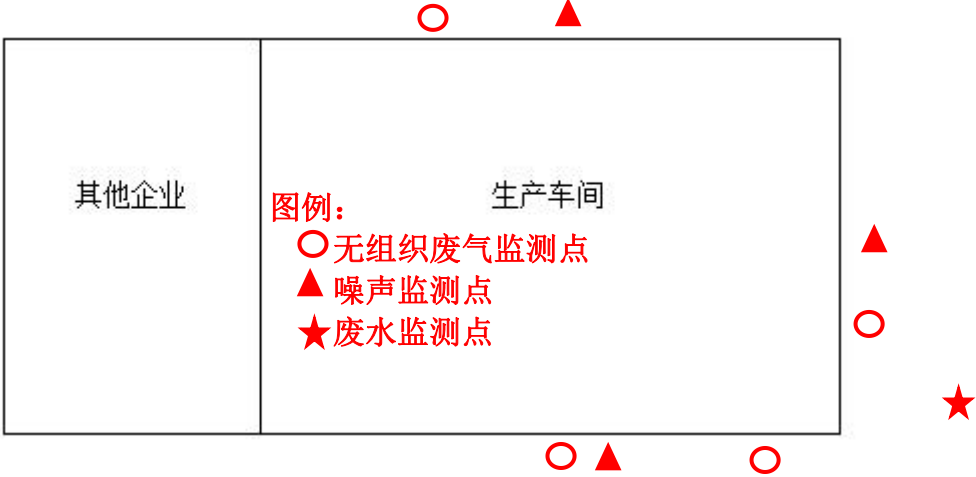 其他企业
生产车间
图例：
无组织废气监测点
噪声监测点
废水监测点